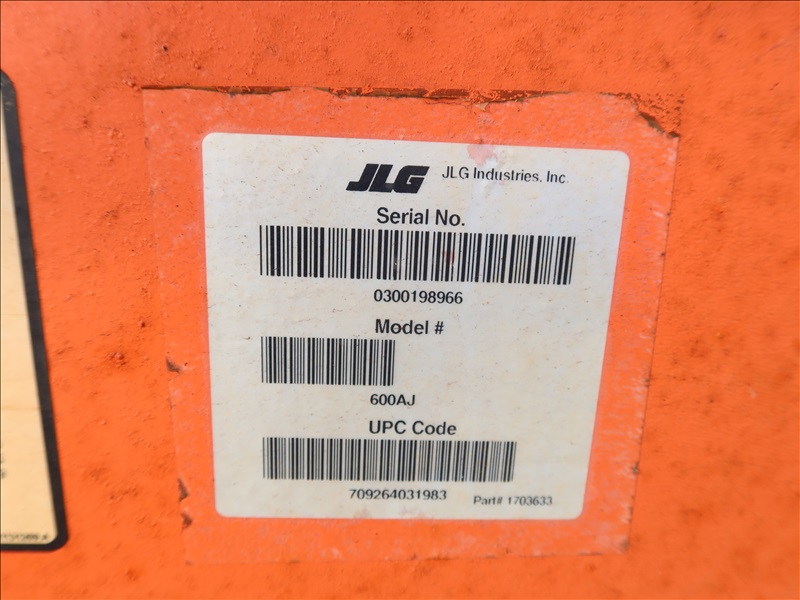 JLG JLG Industries, Inc.
Serial No.
0300198966
Model #
600AJ
UPC Code
709264031983
Part# 1703633